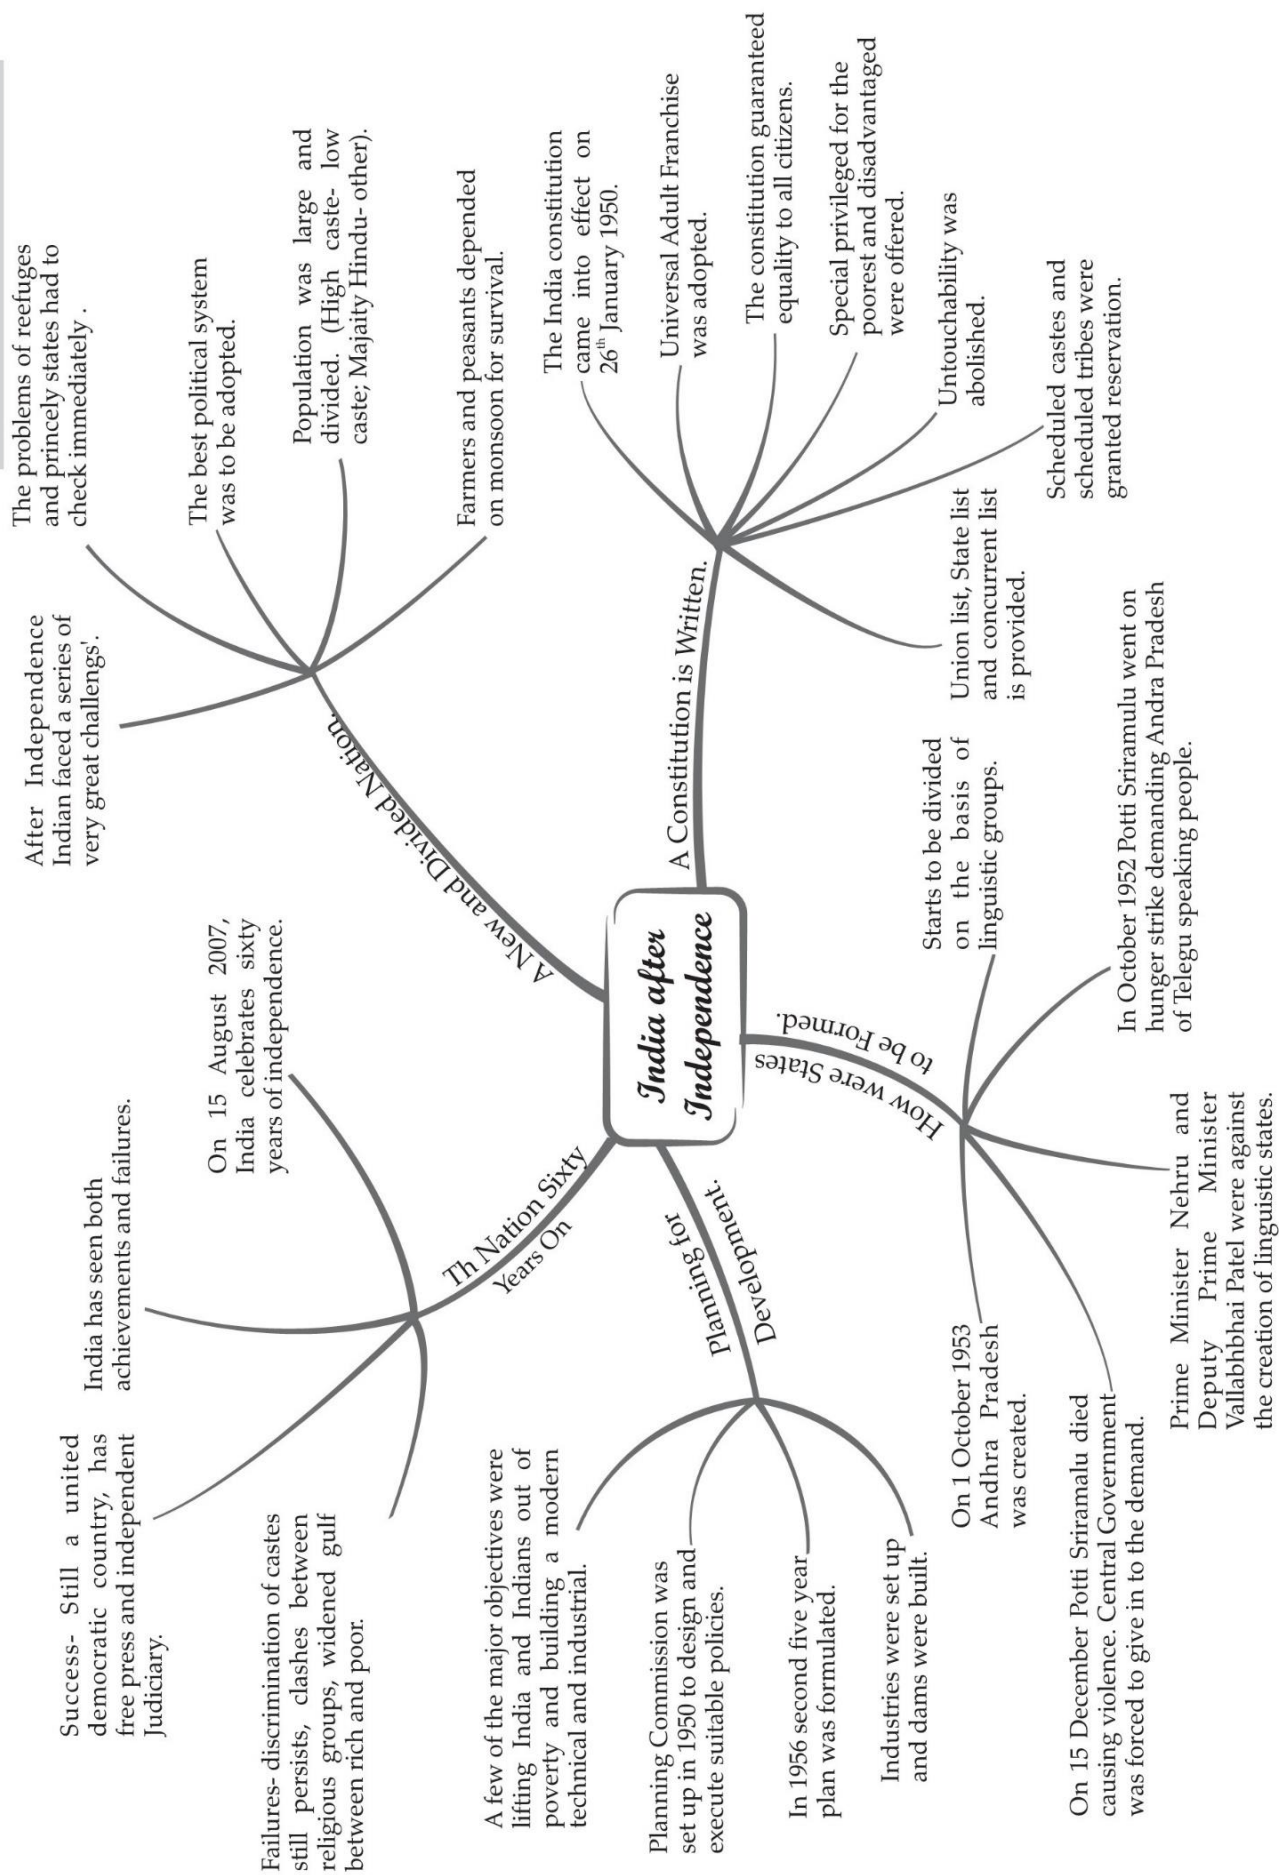 India after
Independence
A New and Divided Nation.
After Independence
Indian faced a series of
very great challengs'.
The problems of reefuges
and princely states had to
check immediately .
The best political system
was to be adopted.
Population was large and
divided. (High caste- low
caste; Majaity Hindu- other).
Farmers and peasants depended
on monsoon for survival.
A Constitution is Written.
The India constitution
came into effect on
26th January 1950.
Universal Adult Franchise
was adopted.
The constitution guaranteed
equality to all citizens.
Special privileged for the
poorest and disadvantaged
were offered.
Untouchability was
abolished.
Scheduled castes and
scheduled tribes were
granted reservation.
Union list, State list
and concurrent list
is provided.
How were States
to be Formed.
Starts to be divided
on the basis of
linguistic groups.
In October 1952 Potti Sriramulu went on
hunger strike demanding Andra Pradesh
of Telegu speaking people.
Prime Minister Nehru and
Deputy Prime Minister
Vallabhbhai Patel were against
the creation of linguistic states.
On 15 December Potti Sriramalu died
causing violence. Central Government
was forced to give in to the demand.
On 1 October 1953
Andhra Pradesh
was created.
Planning for
Development.
A few of the major objectives were
lifting India and Indians out of
poverty and building a modern
technical and industrial.
Planning Commission was
set up in 1950 to design and
execute suitable policies.
In 1956 second five year
plan was formulated.
Industries were set up
and dams were built.
Th Nation Sixty
Years On
On 15 August 2007,
India celebrates sixty
years of independence.
India has seen both
achievements and failures.
Success- Still a united
democratic country, has
free press and independent
Judiciary.
Failures- discrimination of castes
still persists, clashes between
religious groups, widened gulf
between rich and poor.